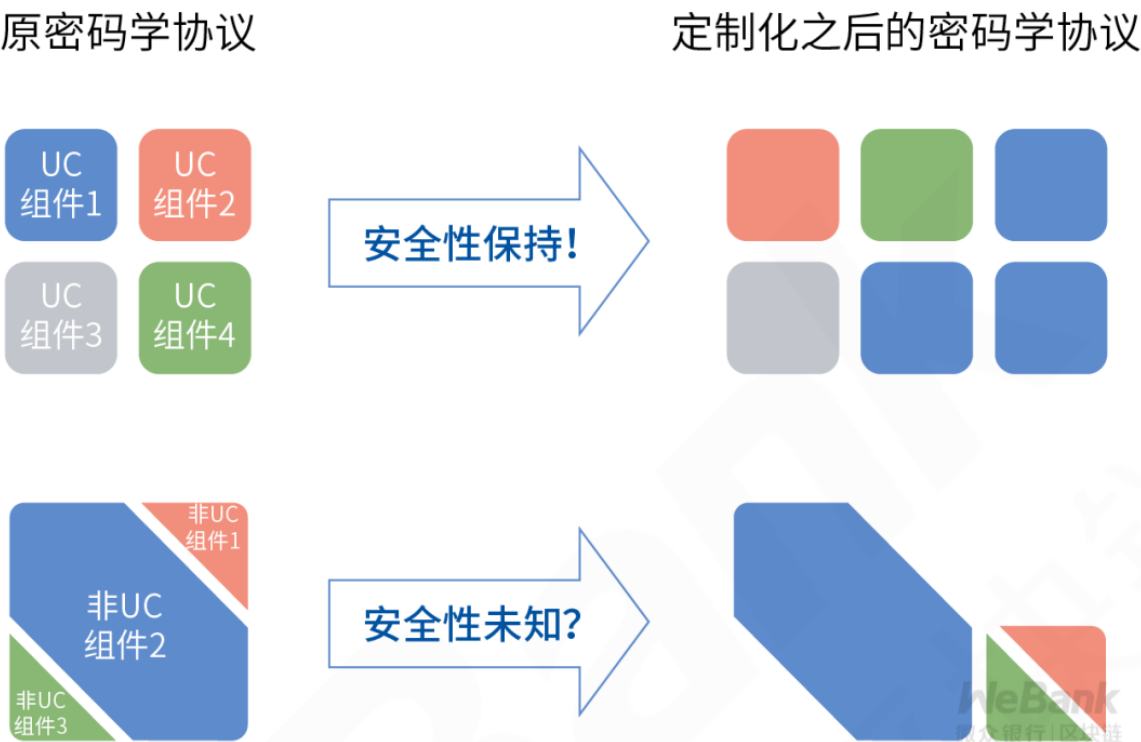 原密码学协议
定制化之后的密码学协议
UC
组件1
UC
组件2
UC
组件3
UC
组件4
安全性保持!
非UC
组件1
非UC
组件2
非UC
组件3
安全性未知?
WeBank
微众银行|区块链